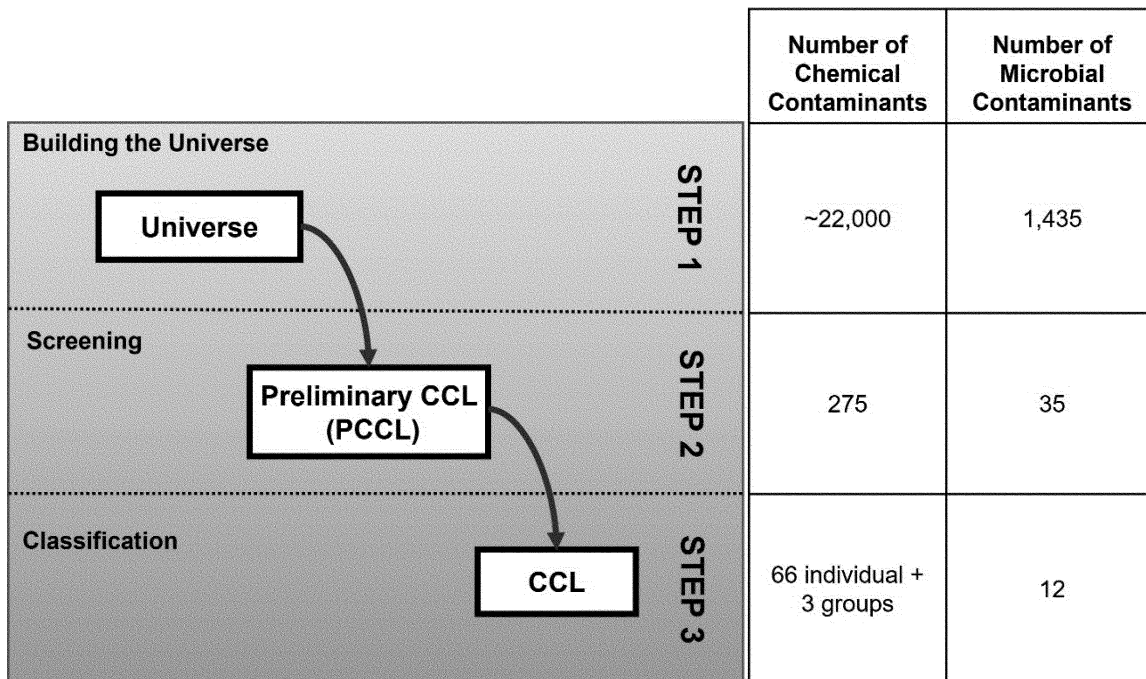 Number of
Chemical
Contaminants
Number of
Microbial
Contaminants
Building the Universe
Universe
STEP 1
~22,000
1,435
Screening
Preliminary CCL
(PCCL)
STEP 2
275
35
Classification
CCL
STEP 3
66 individual +
3 groups
12